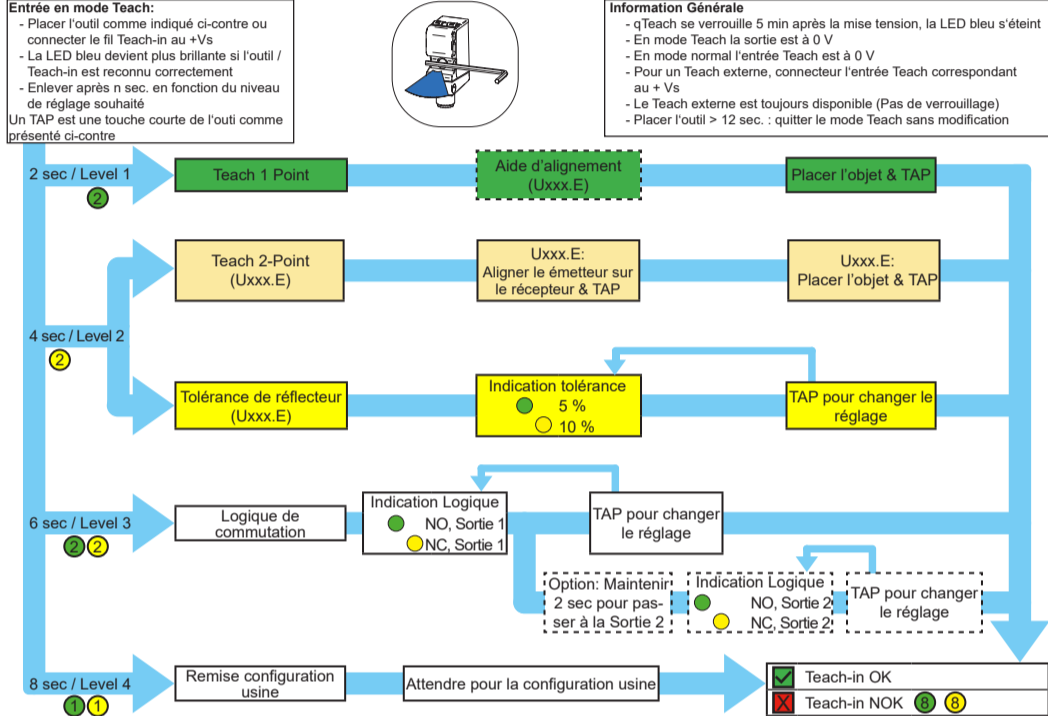 Entrée en mode Teach:
- Placer l'outil comme indiqué ci-contre ou
connecter le fil Teach-in au +Vs
- La LED bleu devient plus brillante si l'outil /
Teach-in est reconnu correctement
- Enlever après n sec. en fonction du niveau
de réglage souhaité
Un TAP est une touche courte de l'outi comme
présenté ci-contre
Information Générale
- qTeach se verrouille 5 min après la mise tension, la LED bleu s'éteint
- En mode Teach la sortie est à 0 V
- En mode normal l'entrée Teach est à 0 V
- Pour un Teach externe, connecteur l'entrée Teach correspondant
au + Vs
- Le Teach externe est toujours disponible (Pas de verrouillage)
- Placer l'outil > 12 sec. : quitter le mode Teach sans modification
2 sec / Level 1
2
Teach 1 Point
Aide d'alignement
(Uxxx.E)
Placer l'objet & TAP
4 sec / Level 2
2
Teach 2-Point
(Uxxx.E)
Uxxx.E:
Aligner le émetteur sur
le récepteur & TAP
Uxxx.E:
Placer l'objet & TAP
Tolérance de réflecteur
(Uxxx.E)
Indication tolérance
5 %
10 %
TAP pour changer le
réglage
6 sec / Level 3
2 2
Logique de
commutation
Indication Logique
NO, Sortie 1
NC, Sortie 1
TAP pour changer
le réglage
Option: Maintenir
2 sec pour pas-
ser à la Sortie 2
Indication Logique
NO, Sortie 2
NC, Sortie 2
TAP pour changer
le réglage
8 sec / Level 4
1 1
Remise configuration
usine
Attendre pour la configuration usine
Teach-in OK
Teach-in NOK 8 8